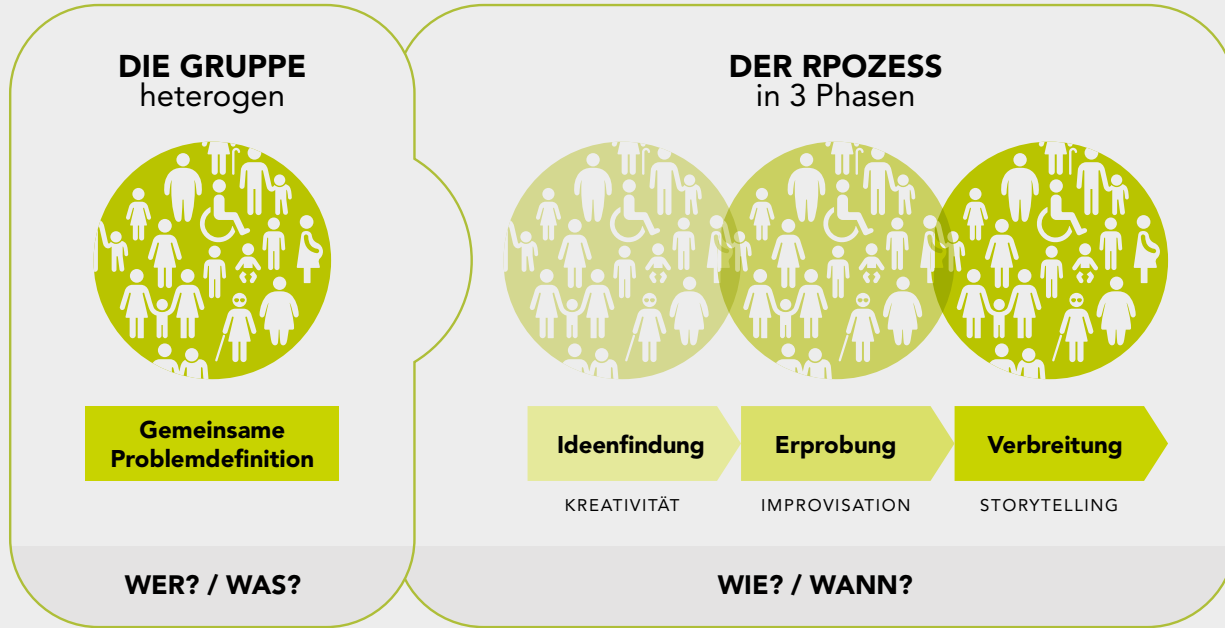 DIE GRUPPE
heterogen
Gemeinsame
Problemdefinition
WER? / WAS?
DER RPOZESS
in 3 Phasen
Ideenfindung
Erprobung
Verbreitung
KREATIVITÄT
IMPROVISATION
STORYTELLING
WIE? / WANN?